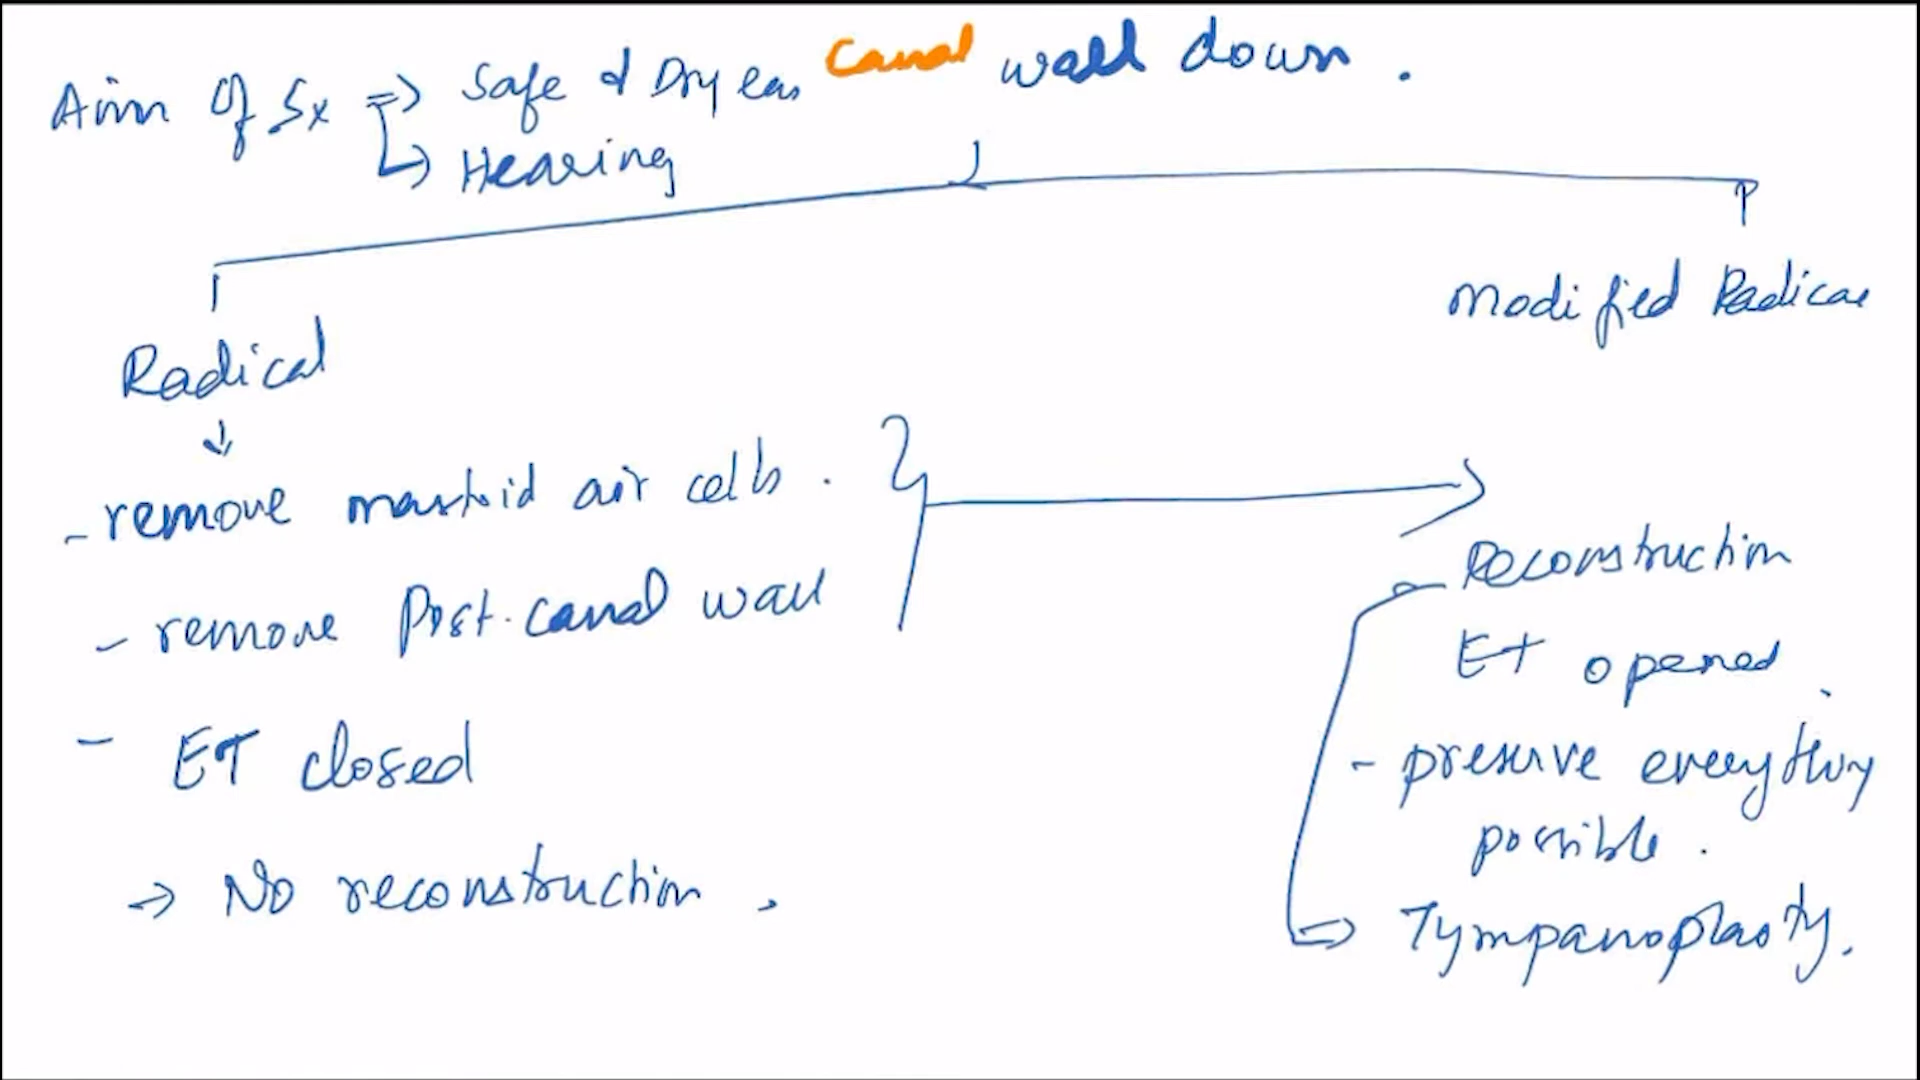 Aim Of Sx => Safe & Dry ear
Canal wall down .
↳ Hearing
Radical
Modified Radical
- remove mastoid air cells .
- remove Post. canal wall
- ET closed
→ No reconstruction .
- Reconstruction
ET opened .
- preserve everything
possible .
=> Tympanoplasty .